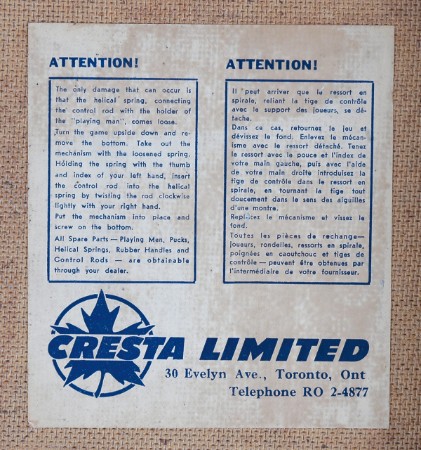 ATTENTION!
The only damage that can occur is
that the helical spring, connecting
the control rod with the holder of
the "playing man", comes loose.
Turn the game upside down and re-
move the bottom. Take out the
mechanism with the loosened spring.
Holding the spring with the thumb
and index of your left hand, insert
the control rod into the helical
spring by twisting the rod clockwise
lightly with your right hand.
Put the mechanism into place and
screw on the bottom.
All Spare Parts — Playing Men, Pucks,
Helical Springs, Rubber Handles and
Control Rods — are obtainable
through your dealer.
ATTENTION!
Il peut arriver que le ressort en
spirale, reliant la tige de contrôle
avec le support des joueurs, se dé-
tache.
Dans ce cas, retournez le jeu et
dévissez le fond. Enlevez le mécan-
isme avec le ressort détaché. Tenez
le ressort avec le pouce et l'index de
votre main gauche, puis avec l'aide
de votre main droite introduisez la
tige de contrôle dans le ressort en
spirale, en tournant la tige tout
doucement dans le sens des aiguilles
d'une montre.
Replacez le mécanisme et vissez le
fond.
Toutes les pièces de rechange—
Joueurs, rondelles, ressorts en spirale,
poignées en caoutchouc et tiges de
contrôle — peuvent être obtenues par
l'intermédiaire de votre fournisseur.
CRESTA LIMITED
30 Evelyn Ave., Toronto, Ont
Telephone RO 2-4877